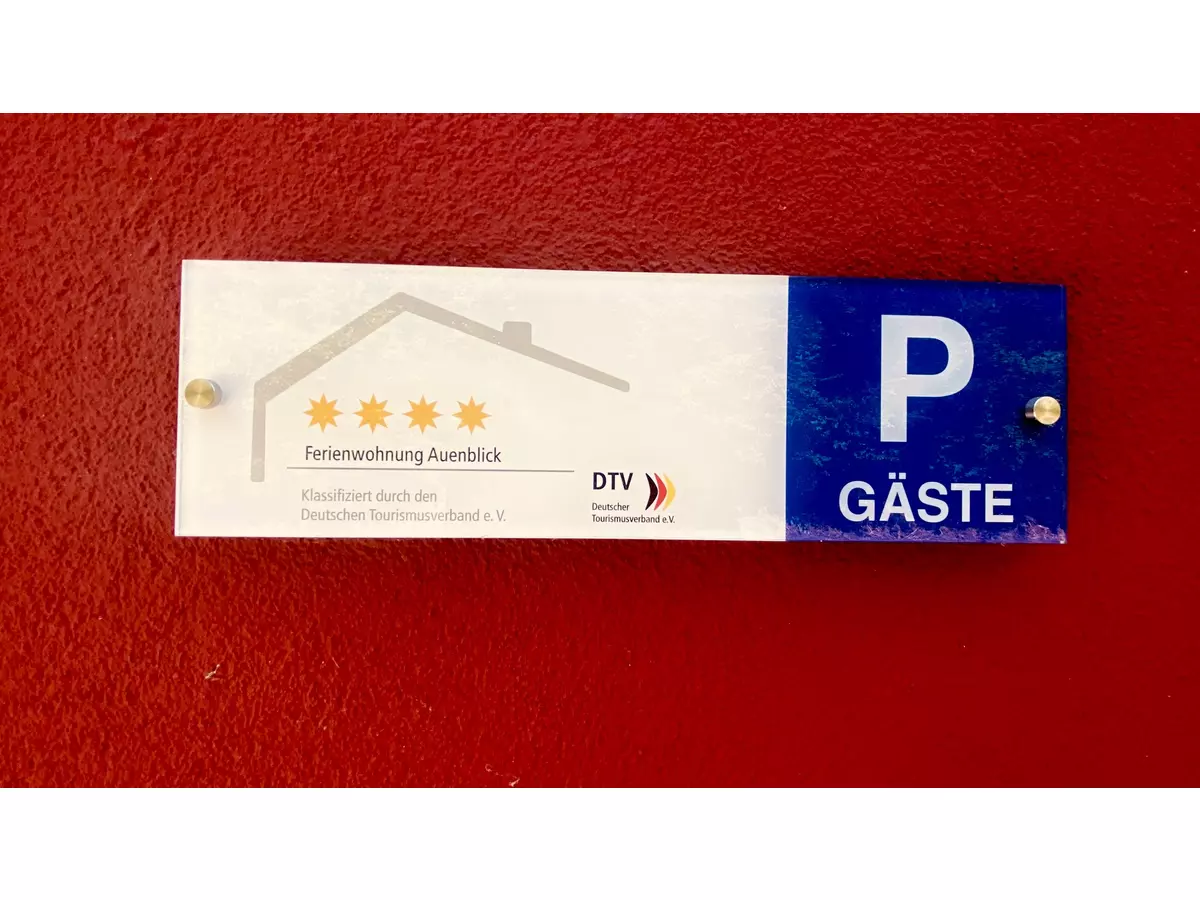 Ferienwohnung Auenblick
Klassifiziert durch den
Deutschen Tourismusverband e. V.
DTV
Deutscher
Tourismusverband e.V.
P
GÄSTE